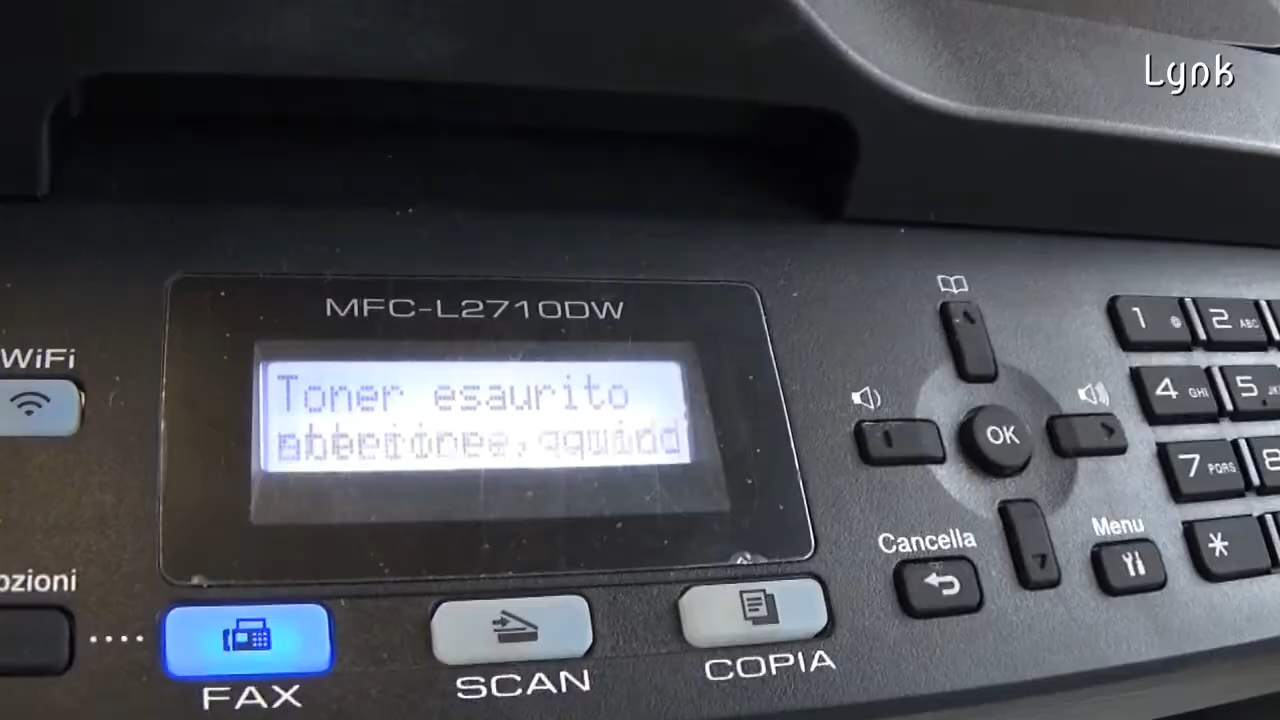 Lynk
MFC-L2710DW
WiFi
Toner esaurito
OK
1 @
2 ABC
4 GHI
5
7 PQRS
8
*
Cancella
Menu
FAX
SCAN
COPIA